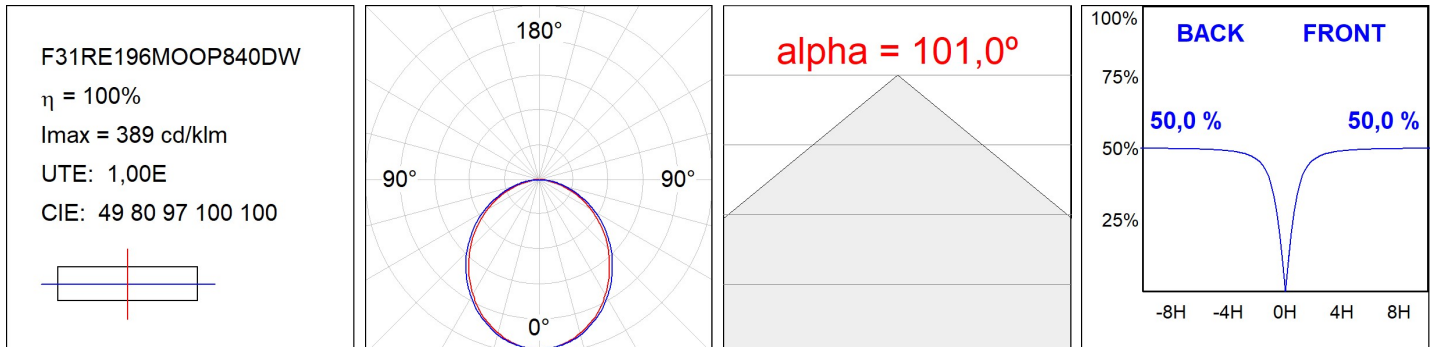 F31RE196MOOP840DW
η = 100%
Imax = 389 cd/klm
UTE: 1,00E
CIE: 49 80 97 100 100
180°
90° 90°
0°
alpha = 101,0º
100%
BACK FRONT
75%
50,0 % 50,0 %
50%
25%
-8H -4H 0H 4H 8H